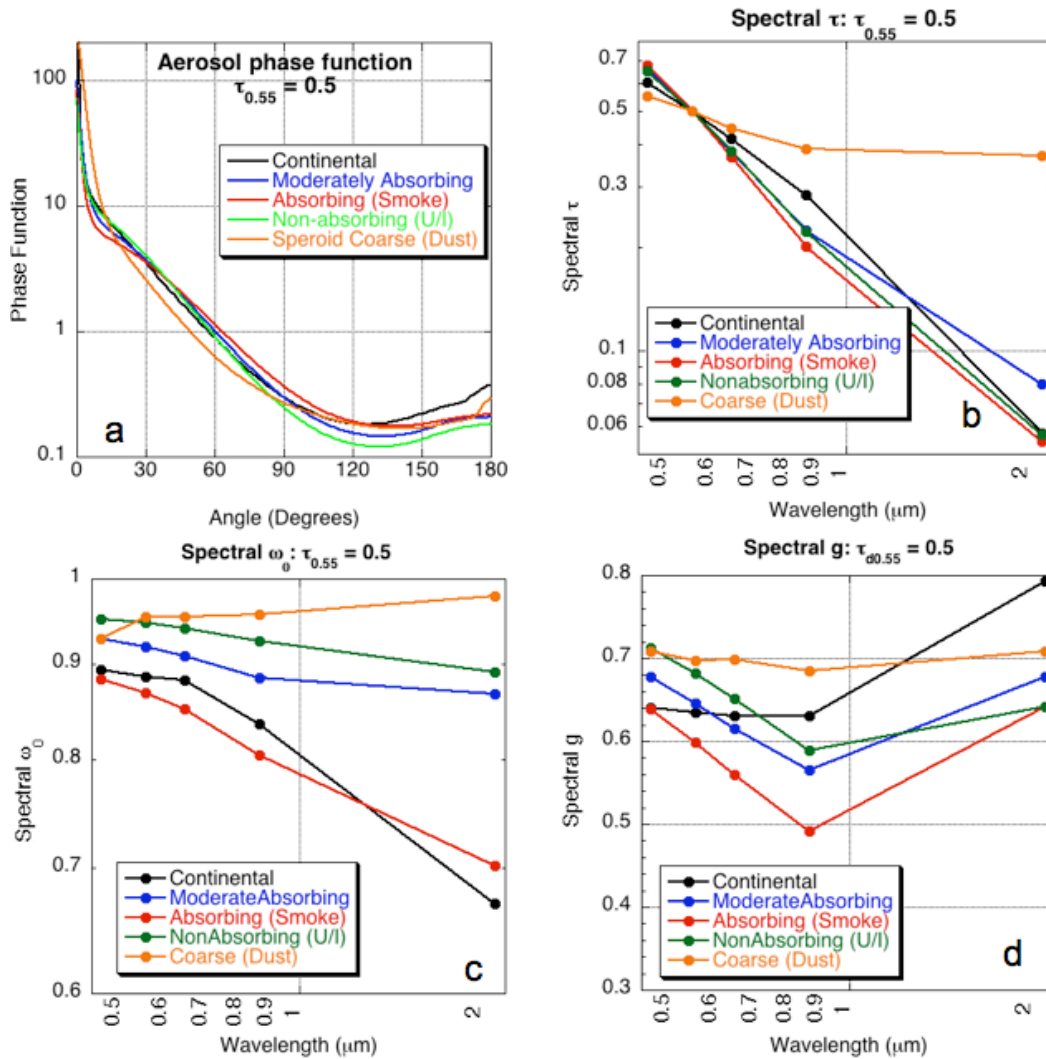 Aerosol phase function
τ0.55 = 0.5
100
10
1
0.1
Phase Function
Continental
Moderately Absorbing
Absorbing (Smoke)
Non-absorbing (U/I)
Speroid Coarse (Dust)
a
0 30 60 90 120 150 180
Angle (Degrees)
Spectral τ: τ0.55 = 0.5
0.7
0.5
0.3
0.1
0.08
0.06
Spectral τ
Continental
Moderately Absorbing
Absorbing (Smoke)
Nonabsorbing (U/I)
Coarse (Dust)
b
0.5 0.6 0.7 0.8 0.9 1 2
Wavelength (μm)
Spectral ω0: τ0.55 = 0.5
1
0.9
0.8
0.7
0.6
Spectral ω0
Continental
ModerateAbsorbing
Absorbing (Smoke)
NonAbsorbing (U/I)
Coarse (Dust)
c
0.5 0.6 0.7 0.8 0.9 1 2
Wavelength (μm)
Spectral g: τd0.55 = 0.5
0.8
0.7
0.6
0.5
0.4
0.3
Spectral g
Continental
ModerateAbsorbing
Absorbing (Smoke)
NonAbsorbing (U/I)
Coarse (Dust)
d
0.5 0.6 0.7 0.8 0.9 1 2
Wavelength (μm)